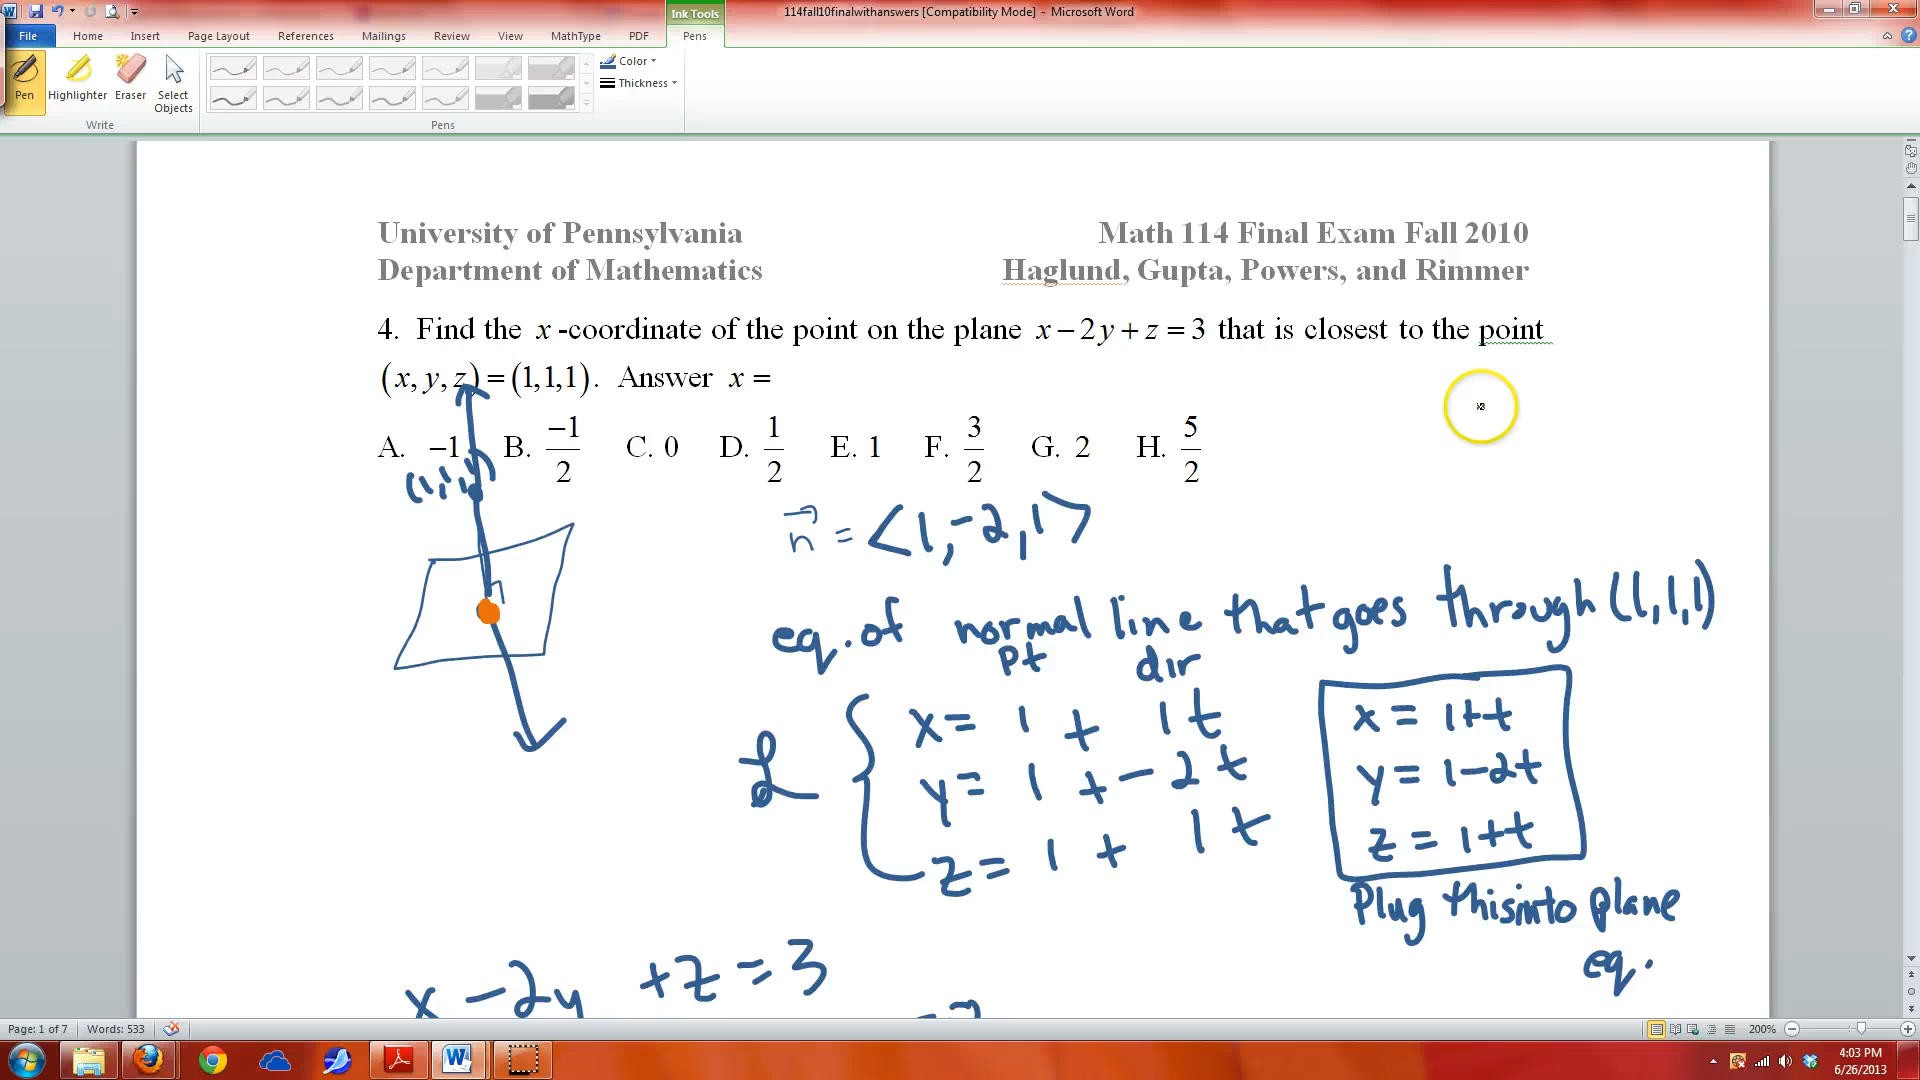 114fall10finalwithanswers [Compatibility Mode] - Microsoft Word
Ink Tools
File Home Insert Page Layout References Mailings Review View MathType PDF Pens
Pen Highlighter Eraser Select Objects
Color
Thickness
Write
Pens
University of Pennsylvania
Math 114 Final Exam Fall 2010
Department of Mathematics
Haglund, Gupta, Powers, and Rimmer
4. Find the x -coordinate of the point on the plane x − 2y + z = 3 that is closest to the point
(x, y, z) = (1,1,1). Answer x =
A. −1 B. −1/2 C. 0 D. 1/2 E. 1 F. 3/2 G. 2 H. 5/2
(1,1,1)
n = <1,-2,1>
eq. of normal line that goes through (1,1,1)
pt dir
L { x = 1 + 1t
y = 1 + -2t
z = 1 + 1t
x = 1+t
y = 1-2t
z = 1+t
Plug this into plane
eq.
x - 2y + z = 3
Page: 1 of 7 Words: 533
200%
4:03 PM
6/26/2013